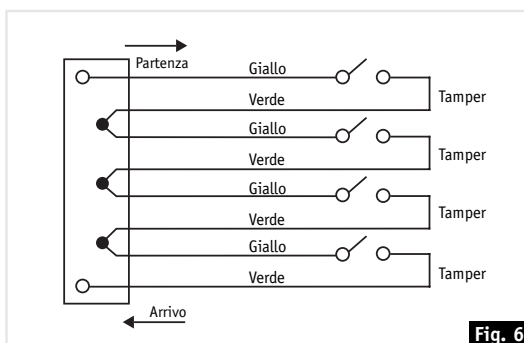 Partenza
Giallo
Verde
Tamper
Giallo
Verde
Tamper
Giallo
Verde
Tamper
Giallo
Verde
Tamper
Arrivo
Fig. 6